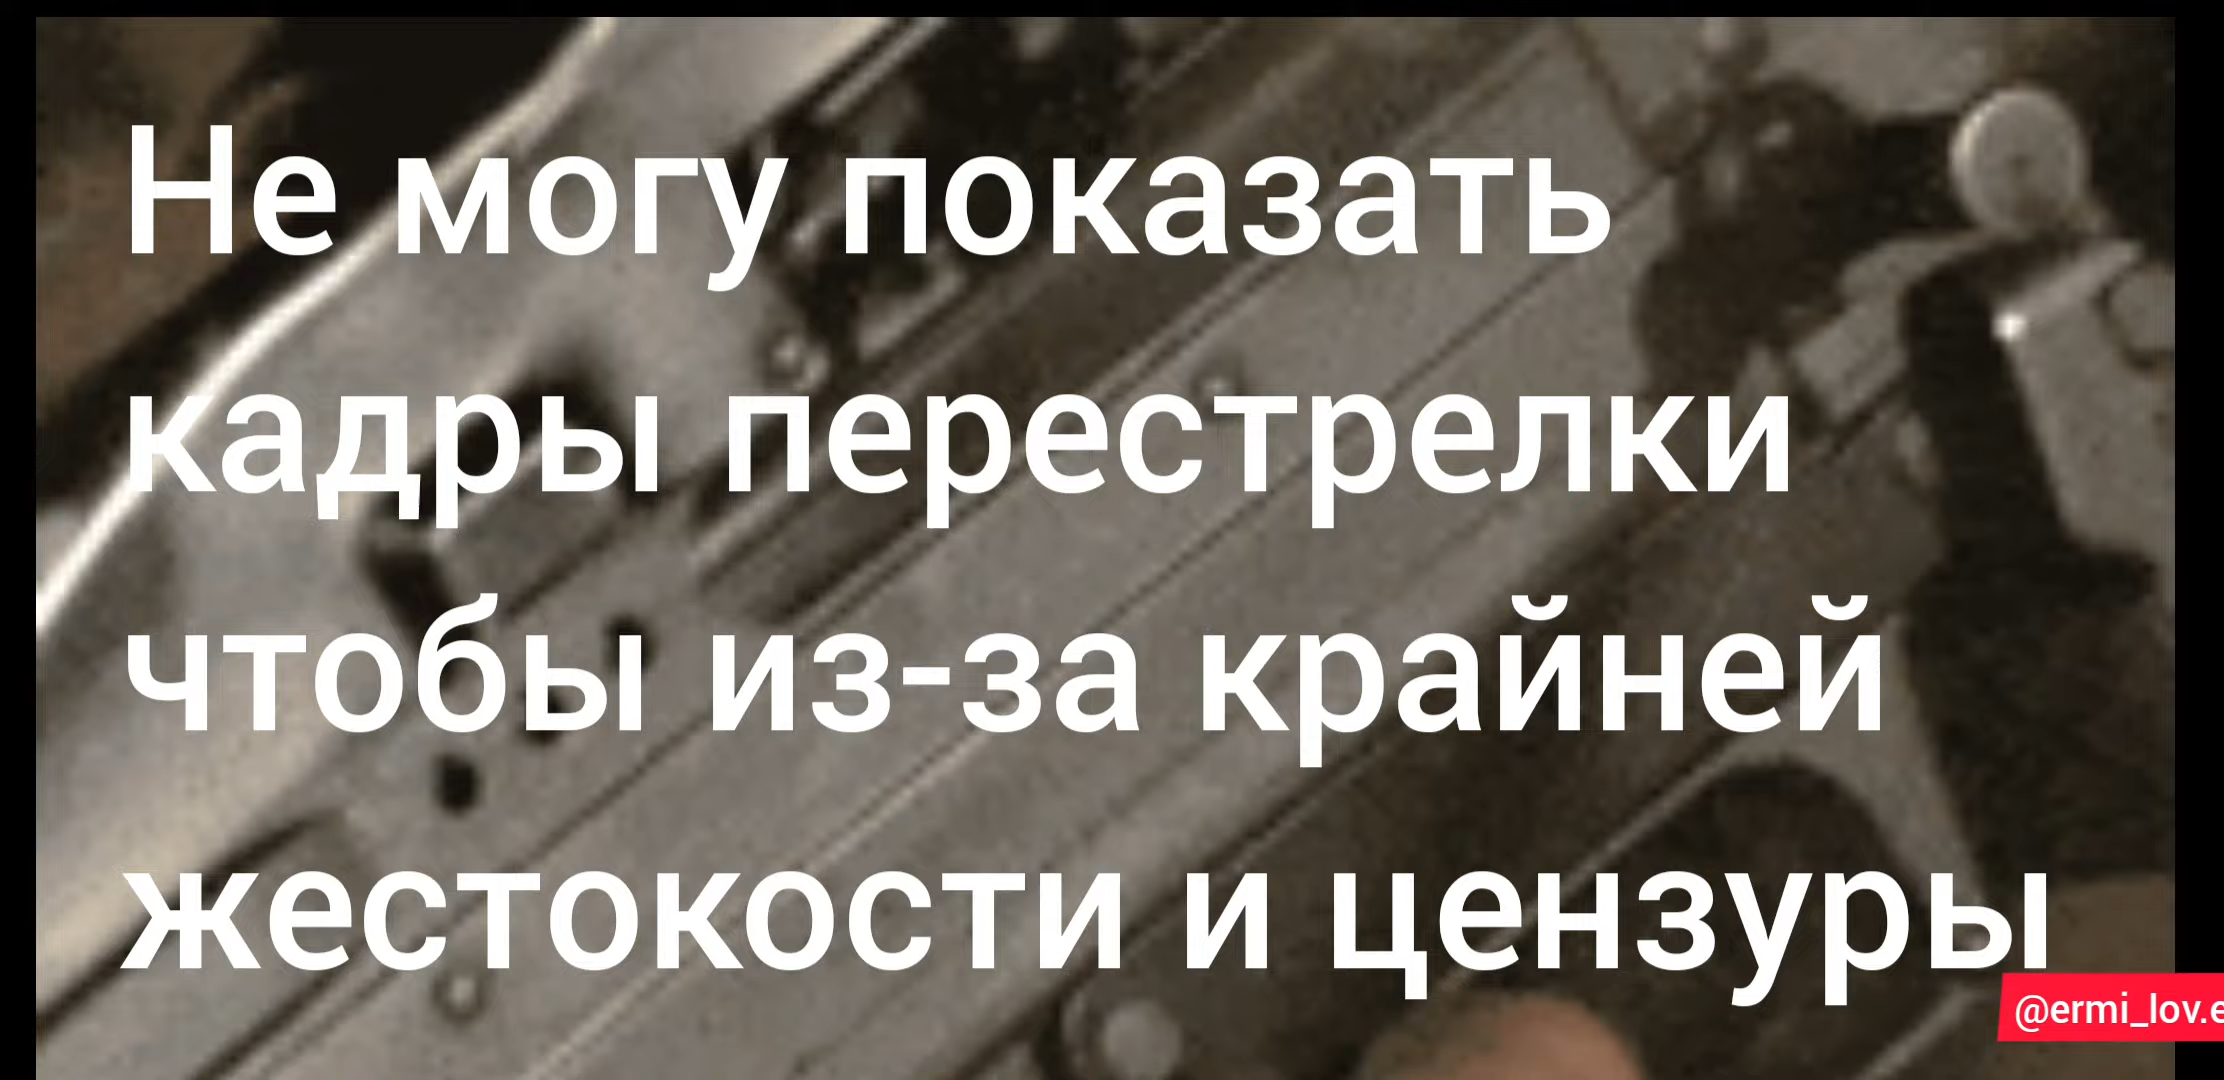 Не могу показать
кадры перестрелки
чтобы из-за крайней
жестокости и цензуры
@ermi_lov.e